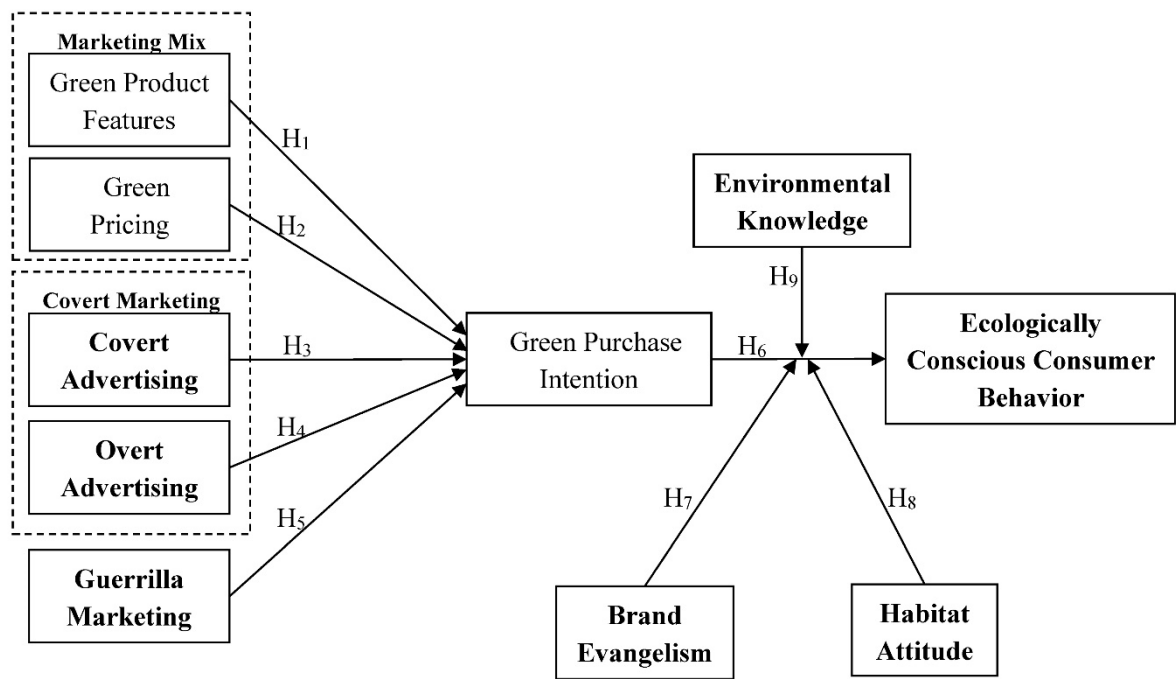 Marketing Mix
Green Product
Features
H₁
Green
Pricing
H₂
Covert Marketing
Covert
Advertising
H₃
Overt
Advertising
H₄
Guerrilla
Marketing
H₅
Green Purchase
Intention
H₆
Environmental
Knowledge
H₉
Ecologically
Conscious Consumer
Behavior
H₇
H₈
Brand
Evangelism
Habitat
Attitude